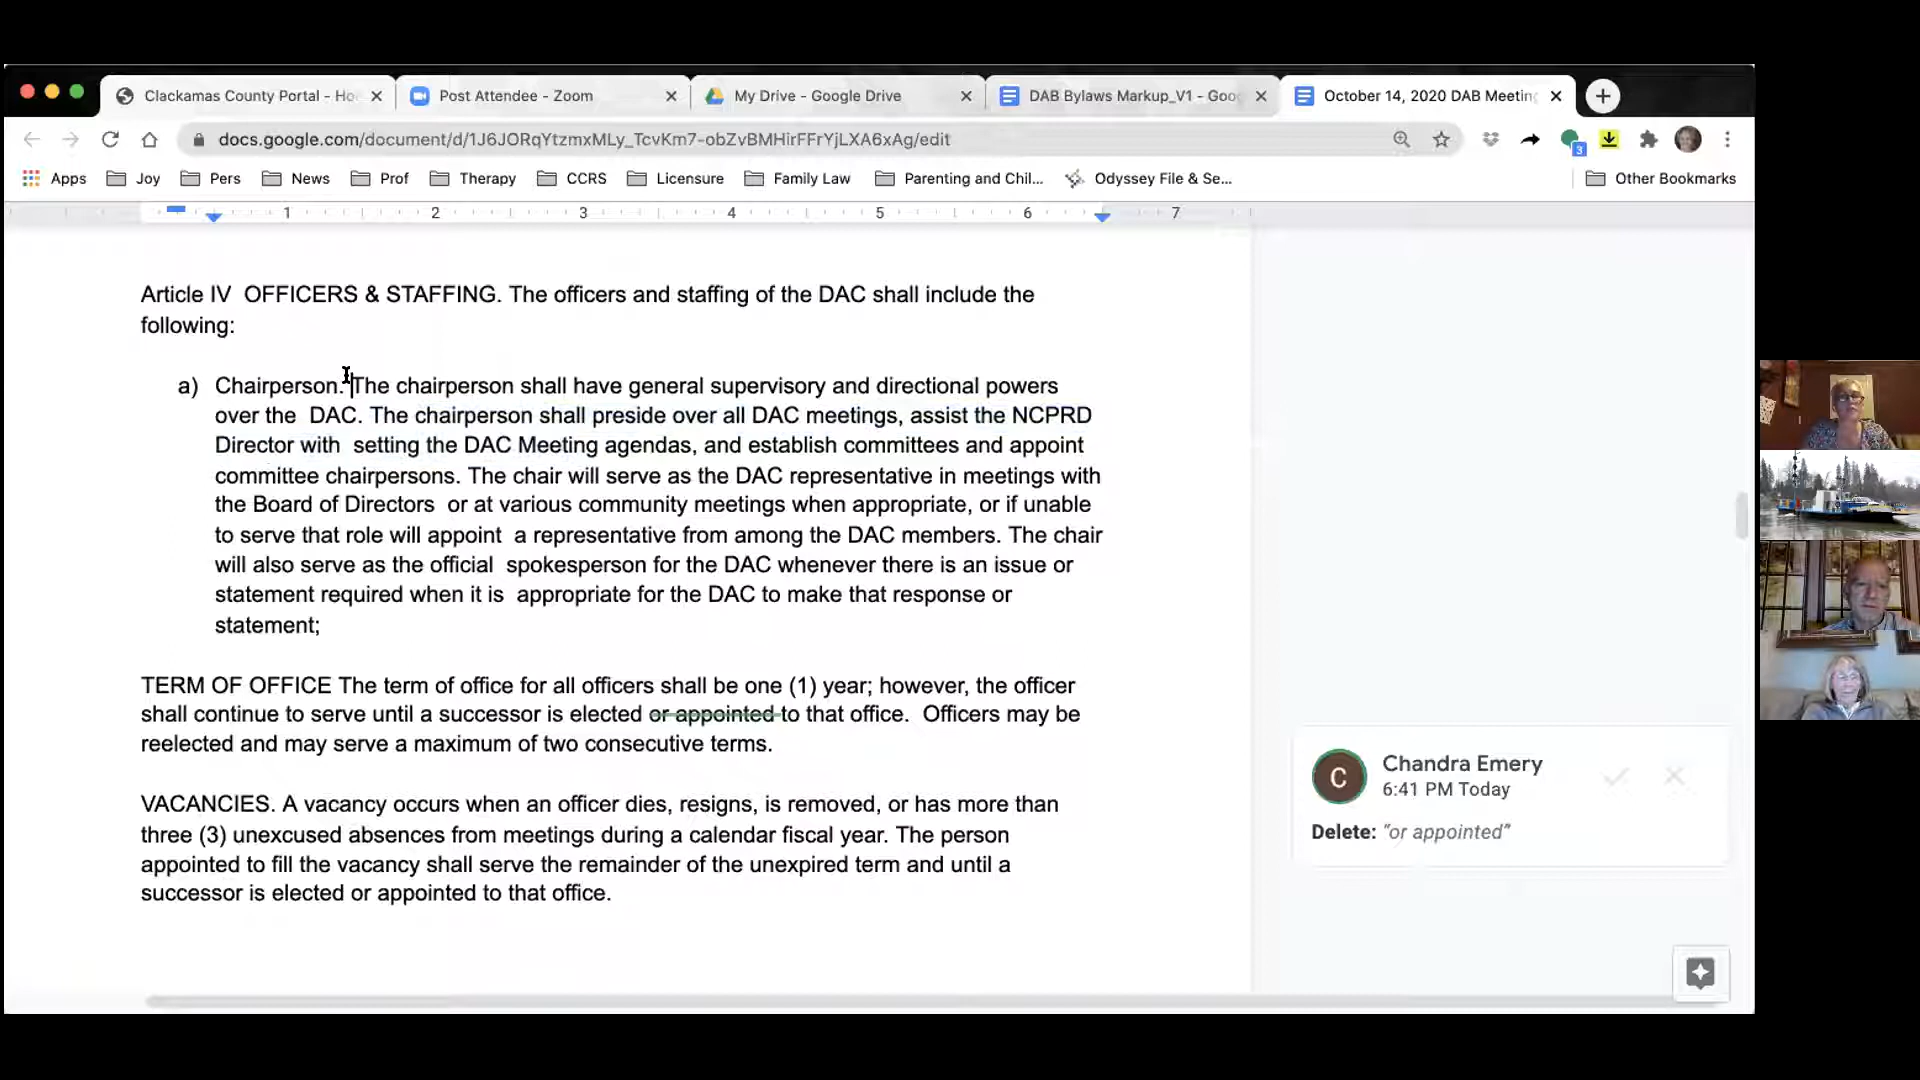 Clackamas County Portal - Ho
Post Attendee - Zoom
My Drive - Google Drive
DAB Bylaws Markup_V1 - Goo
October 14, 2020 DAB Meetin
docs.google.com/document/d/1J6JORqYtzmxMLy_TcvKm7-obZvBMHirFFrYjLXA6xAg/edit
3
Apps
Joy
Pers
News
Prof
Therapy
CCRS
Licensure
Family Law
Parenting and Chil...
Odyssey File & Se...
Other Bookmarks
1 2 3 4 5 6 7
Article IV OFFICERS & STAFFING. The officers and staffing of the DAC shall include the
following:
a) Chairperson. The chairperson shall have general supervisory and directional powers
over the DAC. The chairperson shall preside over all DAC meetings, assist the NCPRD
Director with setting the DAC Meeting agendas, and establish committees and appoint
committee chairpersons. The chair will serve as the DAC representative in meetings with
the Board of Directors or at various community meetings when appropriate, or if unable
to serve that role will appoint a representative from among the DAC members. The chair
will also serve as the official spokesperson for the DAC whenever there is an issue or
statement required when it is appropriate for the DAC to make that response or
statement;
TERM OF OFFICE The term of office for all officers shall be one (1) year; however, the officer
shall continue to serve until a successor is elected or appointed to that office. Officers may be
reelected and may serve a maximum of two consecutive terms.
VACANCIES. A vacancy occurs when an officer dies, resigns, is removed, or has more than
three (3) unexcused absences from meetings during a calendar fiscal year. The person
appointed to fill the vacancy shall serve the remainder of the unexpired term and until a
successor is elected or appointed to that office.
C
Chandra Emery
6:41 PM Today
Delete: "or appointed"